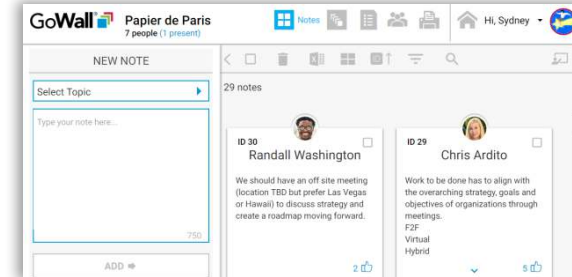 GoWall
Papier de Paris
7 people (1 present)
Notes
Hi, Sydney
NEW NOTE
Select Topic
Type your note here...
750
ADD
29 notes
ID 30
Randall Washington
We should have an off site meeting
(location TBD but prefer Las Vegas
or Hawaii) to discuss strategy and
create a roadmap moving forward.
2
ID 29
Chris Ardito
Work to be done has to align with
the overarching strategy, goals and
objectives of organizations through
meetings.
F2F
Virtual
Hybrid
5